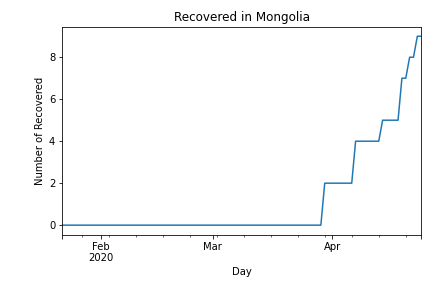 Recovered in Mongolia
Number of Recovered
8
6
4
2
0
Feb
2020
Mar
Apr
Day